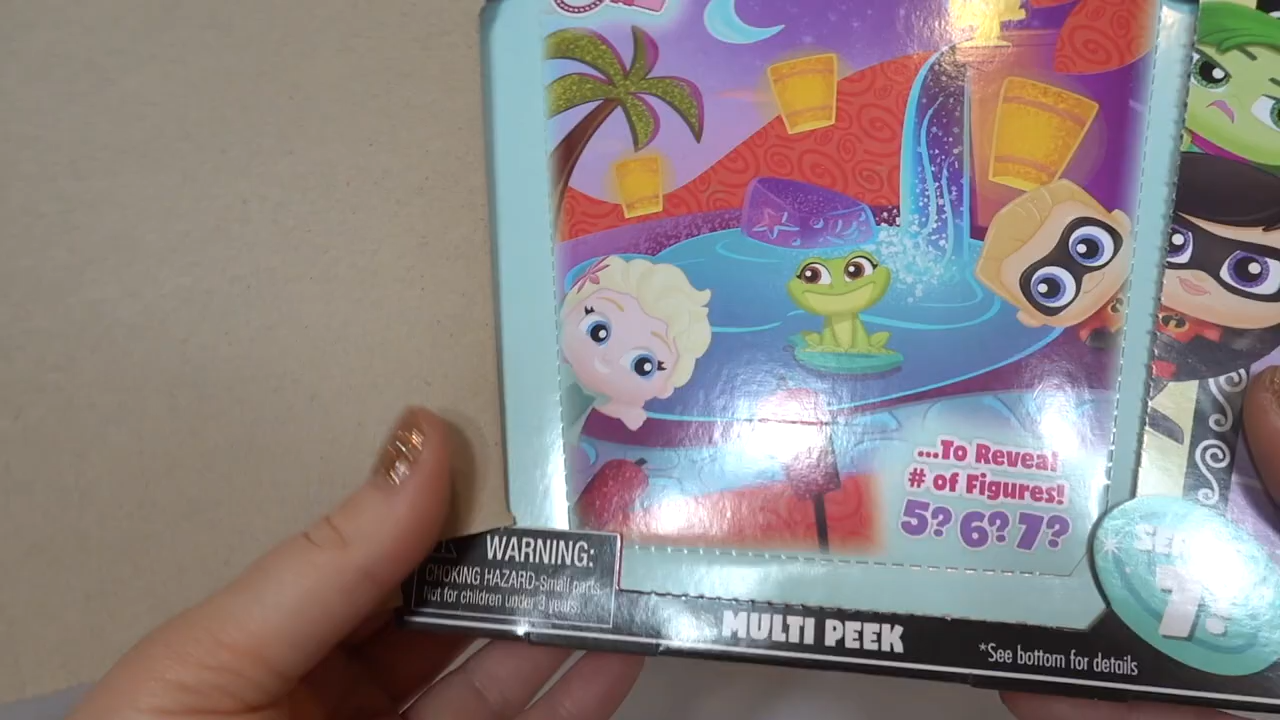 ...To Reveal
# of Figures!
5? 6? 7?
WARNING:
CHOKING HAZARD-Small parts
Not for children under 3 years.
MULTI PEEK
*See bottom for details